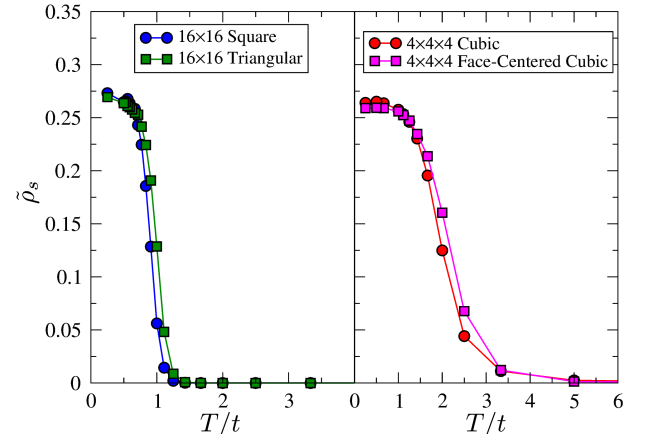 16×16 Square
16×16 Triangular
4×4×4 Cubic
4×4×4 Face-Centered Cubic
0.35
0.3
0.25
0.2
0.15
0.1
0.05
0
ρ̃ₛ
0 1 2 3
0 1 2 3 4 5 6
T/t
T/t